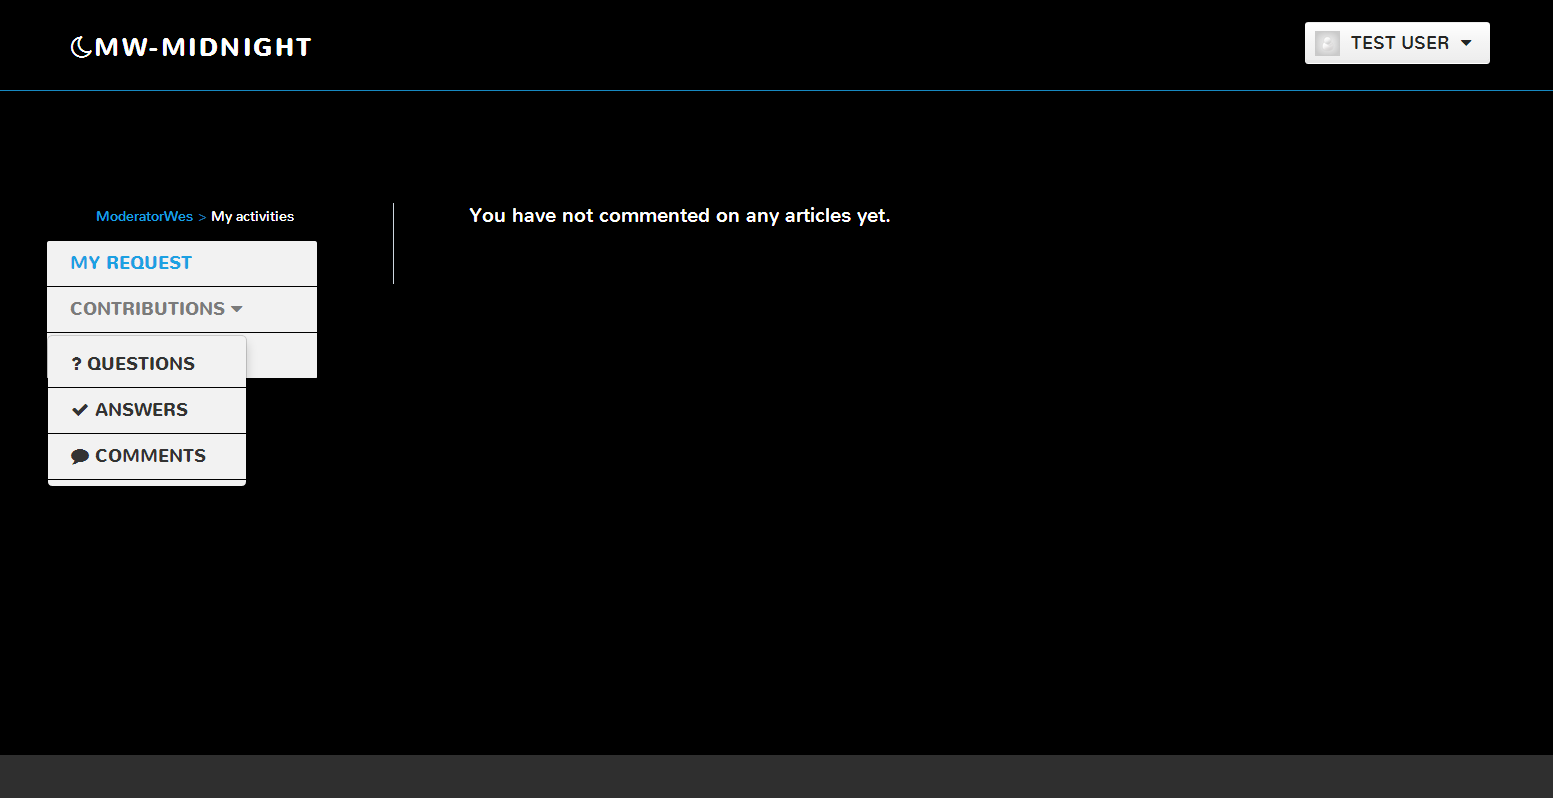 MW-MIDNIGHT
TEST USER
ModeratorWes > My activities
You have not commented on any articles yet.
MY REQUEST
CONTRIBUTIONS
? QUESTIONS
ANSWERS
COMMENTS